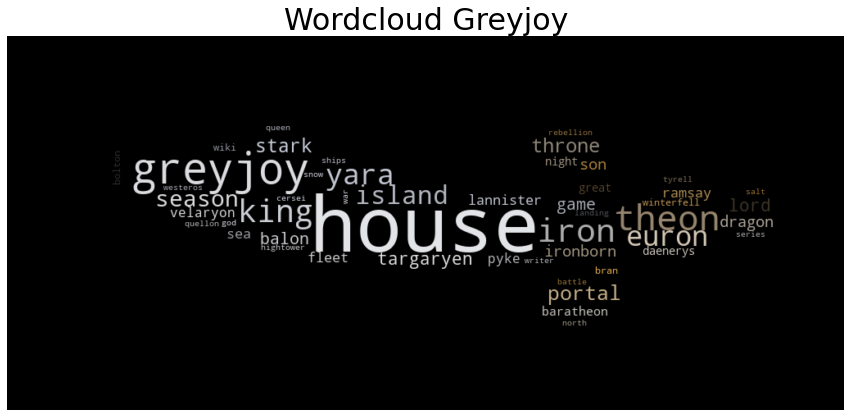 Wordcloud Greyjoy
queen
rebellion
wiki
stark
throne
bolton
greyjoy
ships
night
son
snow
yara
tyrell
westeros
season
cersei
war
island
lannister
great
ramsay
salt
velaryon
king
house
game
landing
winterfell
lord
quellon
god
theon
dragon
sea
balon
iron
euron
series
hightower
ironborn
daenerys
fleet
targaryen
pyke
writer
bran
battle
portal
baratheon
north